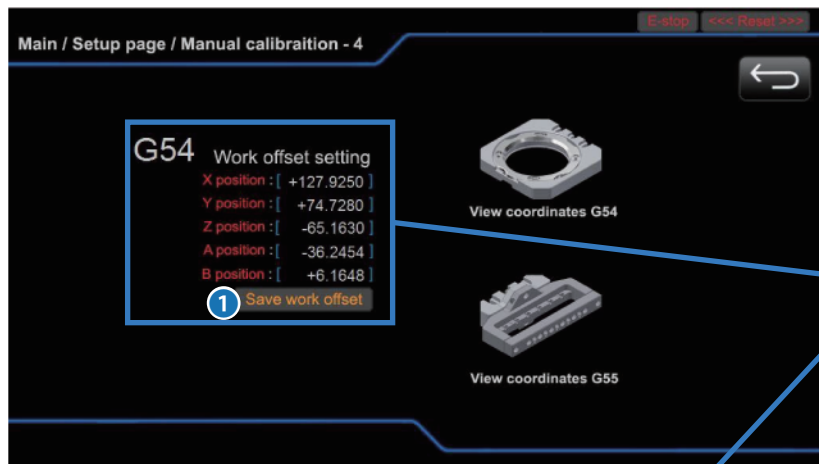 E-stop <<< Reset >>>
Main / Setup page / Manual calibraition - 4
G54 Work offset setting
X position : [ +127.9250 ]
Y position : [ +74.7280 ]
Z position : [ -65.1630 ]
A position : [ -36.2454 ]
B position : [ +6.1648 ]
1 Save work offset
View coordinates G54
View coordinates G55